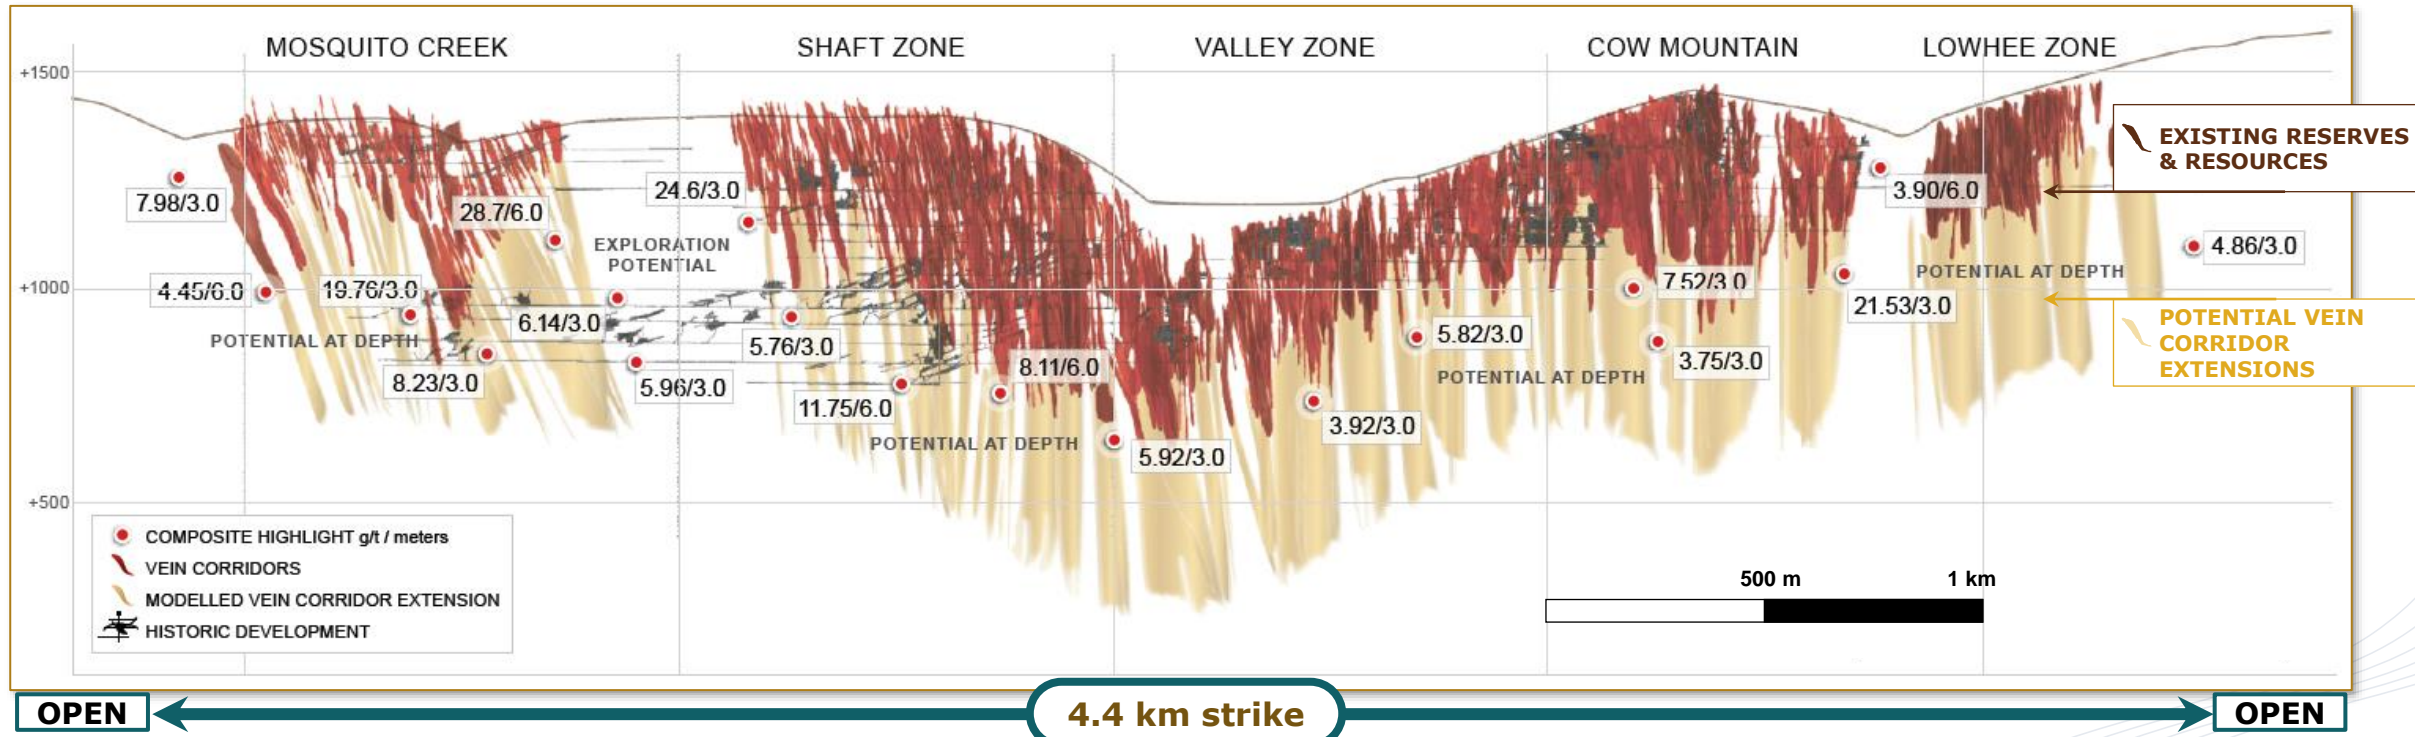 MOSQUITO CREEK
SHAFT ZONE
VALLEY ZONE
COW MOUNTAIN
LOWHEE ZONE
+1500
+1000
+500
7.98/3.0
4.45/6.0
19.76/3.0
28.7/6.0
8.23/3.0
6.14/3.0
5.96/3.0
24.6/3.0
5.76/3.0
11.75/6.0
8.11/6.0
5.92/3.0
3.92/3.0
5.82/3.0
7.52/3.0
3.75/3.0
21.53/3.0
3.90/6.0
4.86/3.0
EXPLORATION
POTENTIAL
POTENTIAL AT DEPTH
POTENTIAL AT DEPTH
POTENTIAL AT DEPTH
POTENTIAL AT DEPTH
EXISTING RESERVES
& RESOURCES
POTENTIAL VEIN
CORRIDOR
EXTENSIONS
COMPOSITE HIGHLIGHT g/t / meters
VEIN CORRIDORS
MODELLED VEIN CORRIDOR EXTENSION
HISTORIC DEVELOPMENT
500 m
1 km
OPEN
4.4 km strike
OPEN